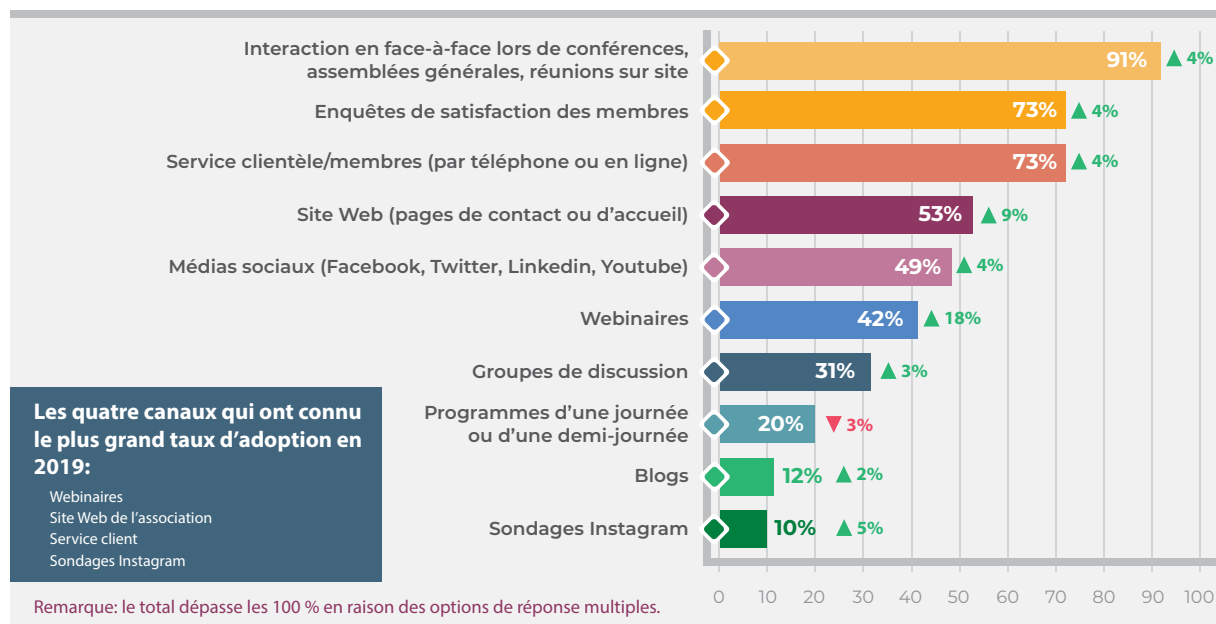 Interaction en face-à-face lors de conférences,
assemblées générales, réunions sur site
91%
▲ 4%
Enquêtes de satisfaction des membres
73%
▲ 4%
Service clientèle/membres (par téléphone ou en ligne)
73%
▲ 4%
Site Web (pages de contact ou d’accueil)
53%
▲ 9%
Médias sociaux (Facebook, Twitter, Linkedin, Youtube)
49%
▲ 4%
Webinaires
42%
▲ 18%
Groupes de discussion
31%
▲ 3%
Programmes d’une journée
ou d’une demi-journée
20%
▼ 3%
Blogs
12%
▲ 2%
Sondages Instagram
10%
▲ 5%
0 10 20 30 40 50 60 70 80 90 100
Les quatre canaux qui ont connu
le plus grand taux d’adoption en
2019:
Webinaires
Site Web de l’association
Service client
Sondages Instagram
Remarque: le total dépasse les 100 % en raison des options de réponse multiples.